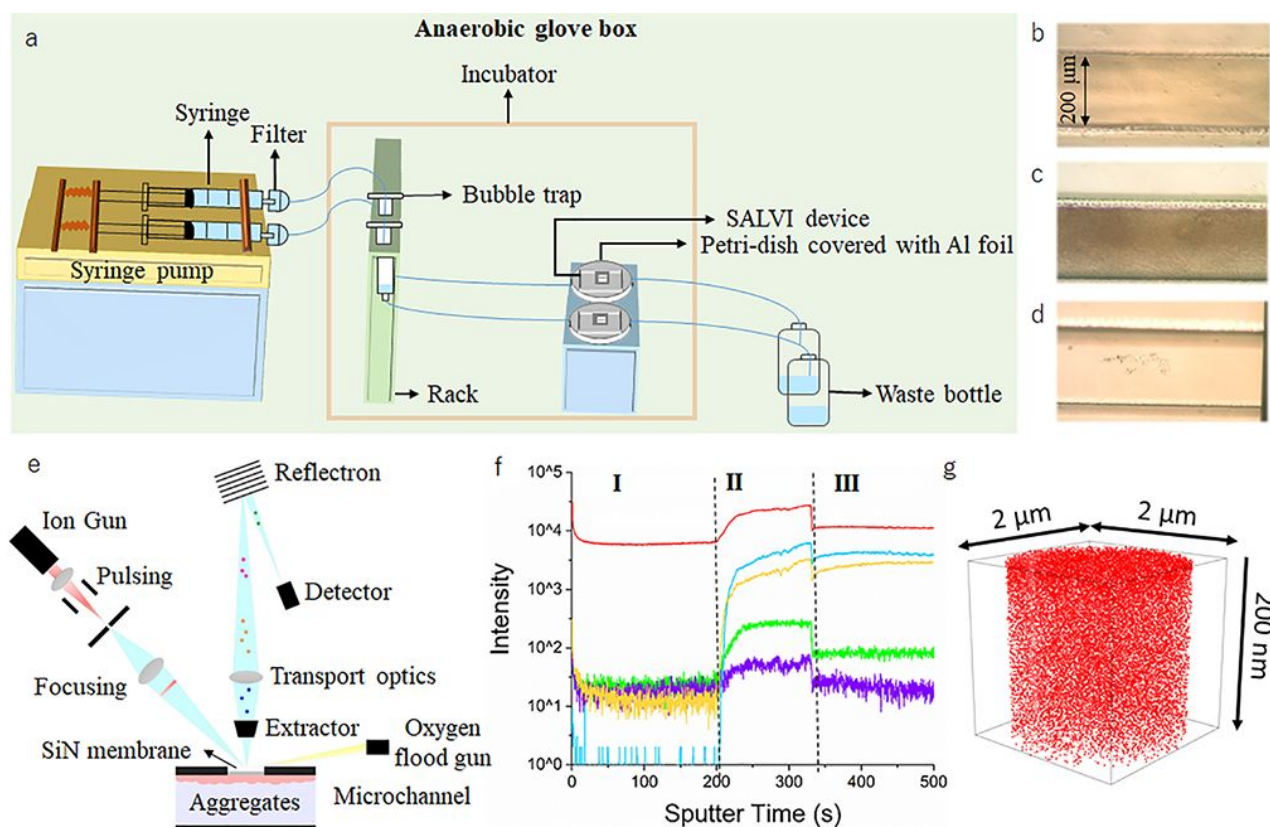 a
Anaerobic glove box
Incubator
Syringe
Filter
Bubble trap
SALVI device
Petri-dish covered with Al foil
Syringe pump
Rack
Waste bottle
b
200 μm
c
d
e
Reflectron
Ion Gun
Pulsing
Detector
Focusing
Transport optics
Extractor
SiN membrane
Oxygen
flood gun
Aggregates
Microchannel
f
I
II
III
10^5
10^4
10^3
10^2
10^1
10^0
Intensity
0
100
200
300
400
500
Sputter Time (s)
g
2 μm
2 μm
200 nm